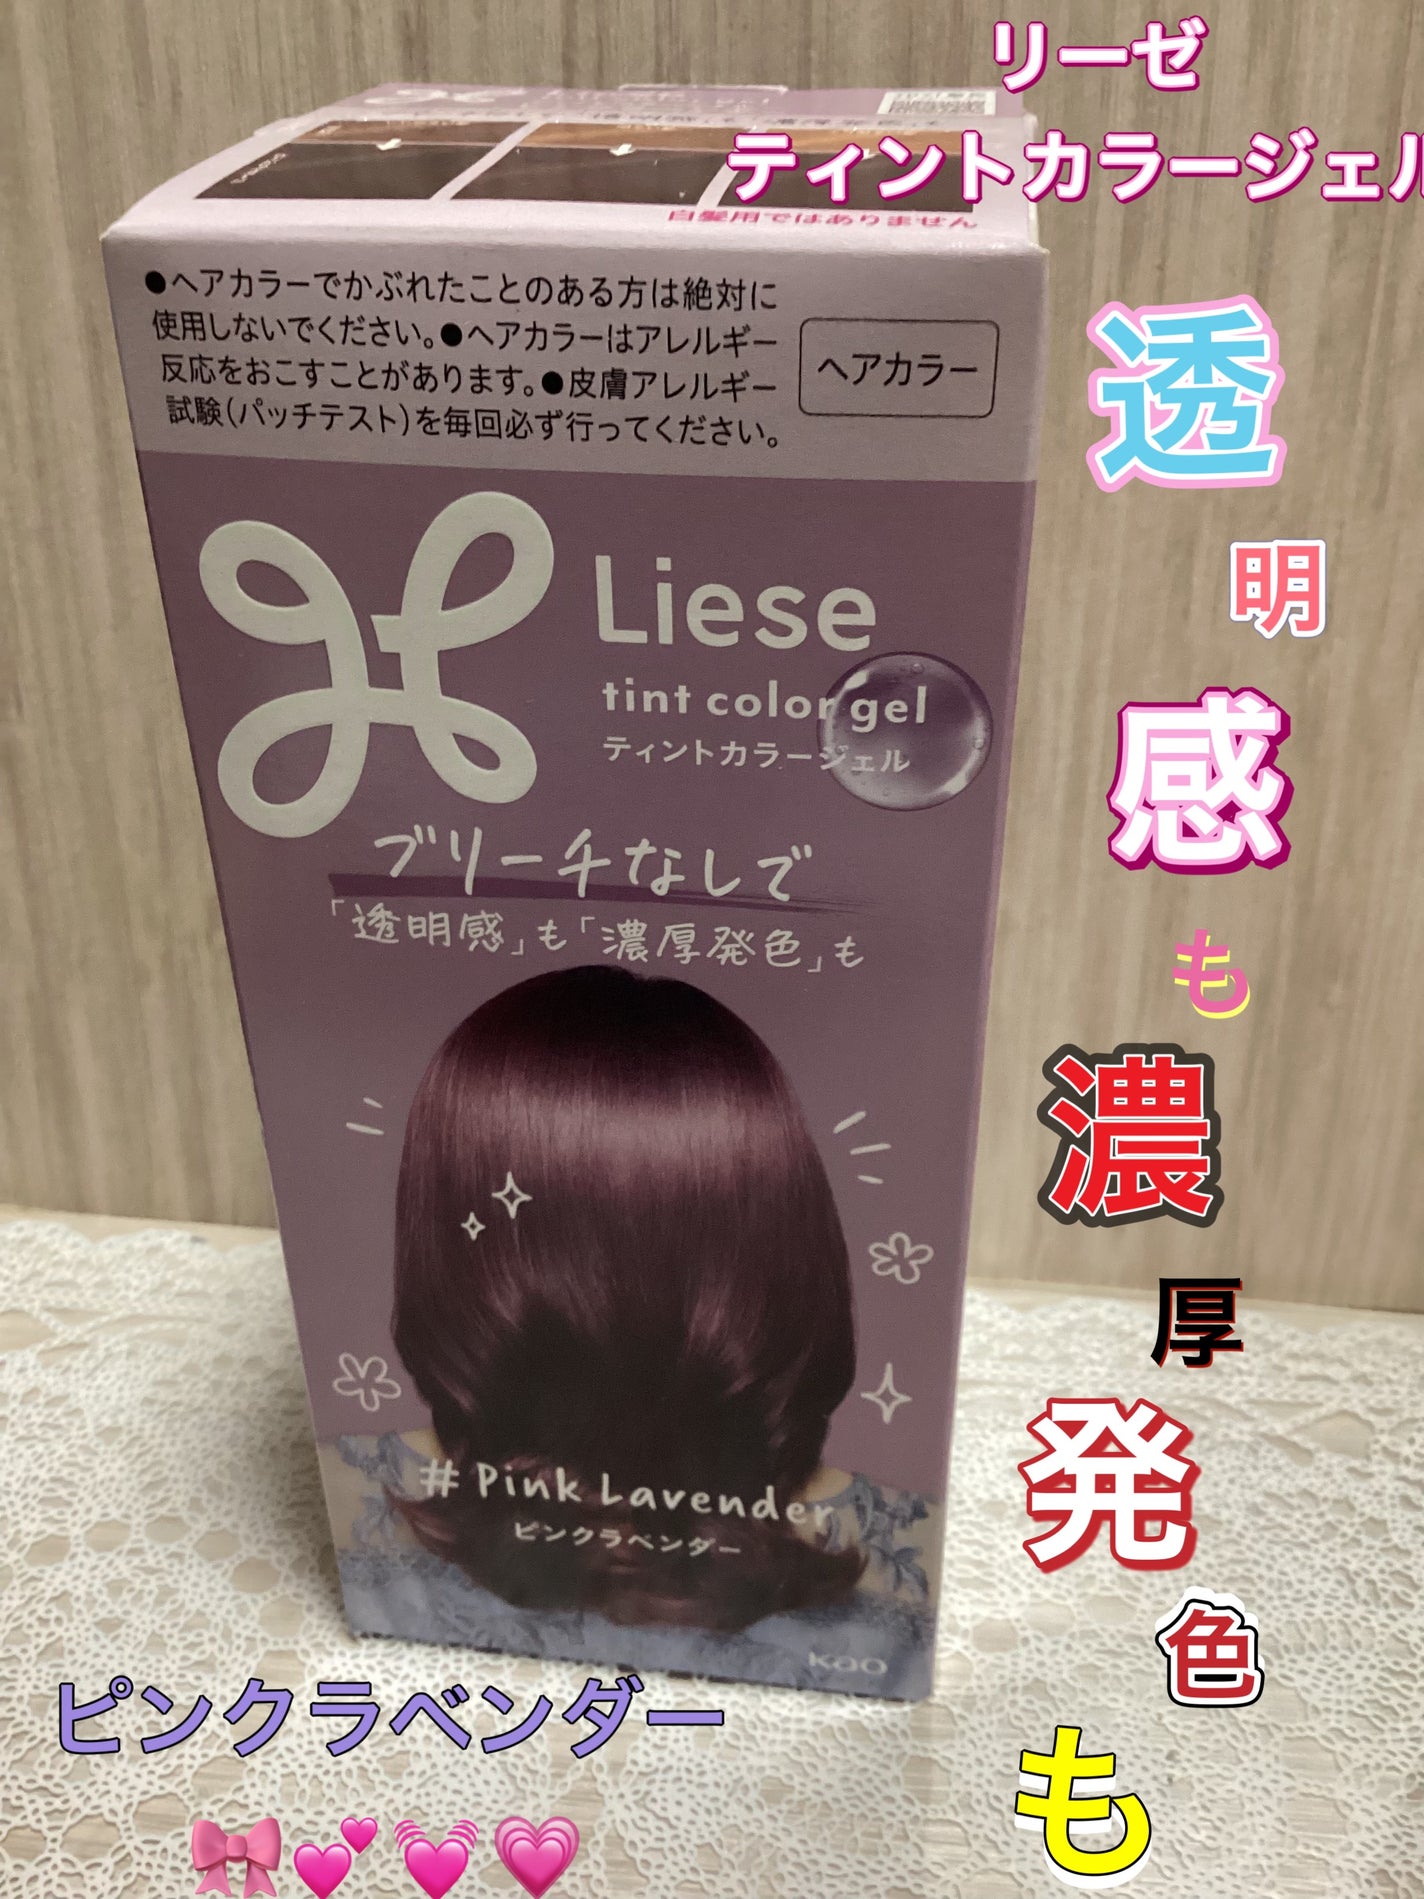 リーゼ
ティントカラージェル
白髪用ではありません
●ヘアカラーでかぶれたことのある方は絶対に
使用しないでください。●ヘアカラーはアレルギー
反応をおこすことがあります。●皮膚アレルギー
試験(パッチテスト)を毎回必ず行ってください。
ヘアカラー
Liese
tint color gel
ティントカラージェル
ブリーチなしで
「透明感」も「濃厚発色」も
# Pink Lavender
ピンクラベンダー
Kao
透
明
感
も
濃
厚
発
色
も
ピンクラベンダー